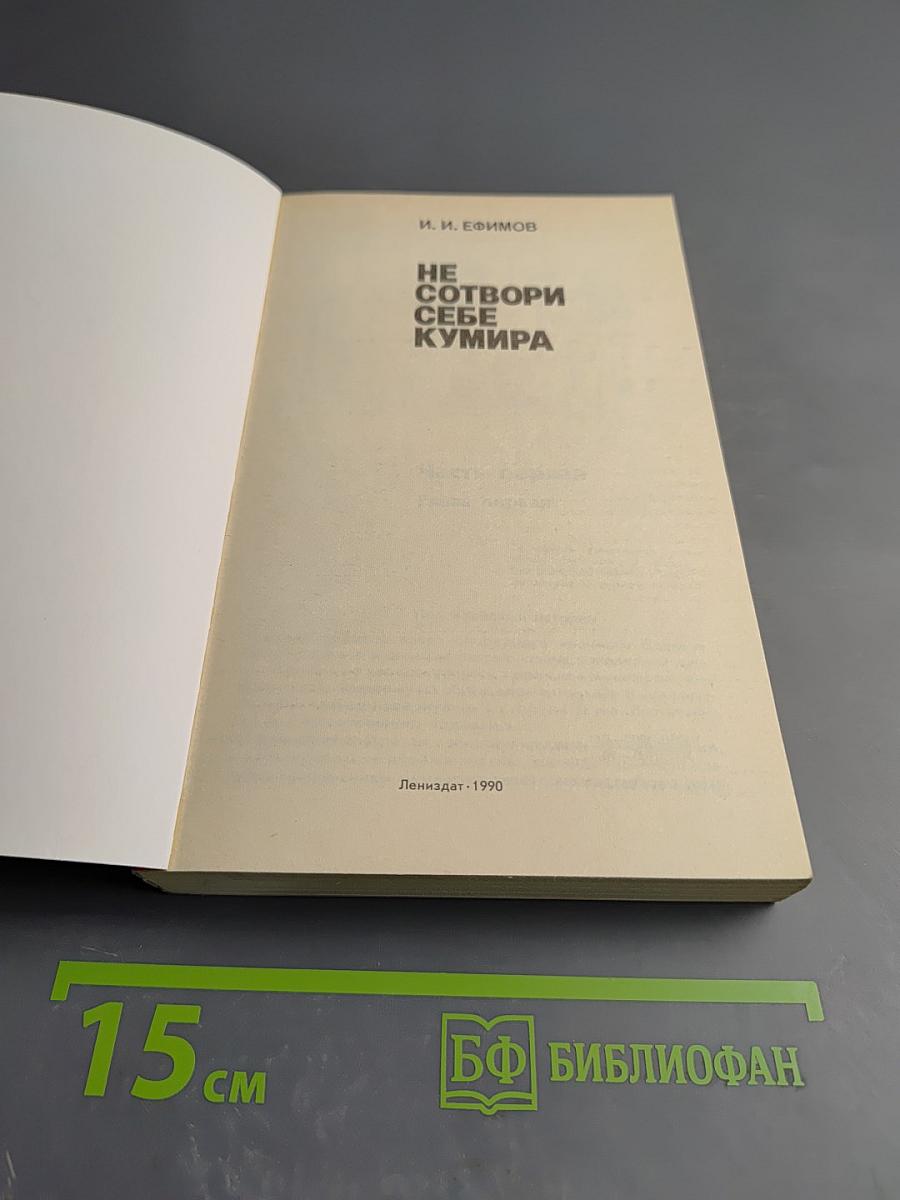 И. И. ЕФИМОВ
НЕ
СОТВОРИ
СЕБЕ
КУМИРА
Лениздат · 1990
15 см
БФ БИБЛИОФАН